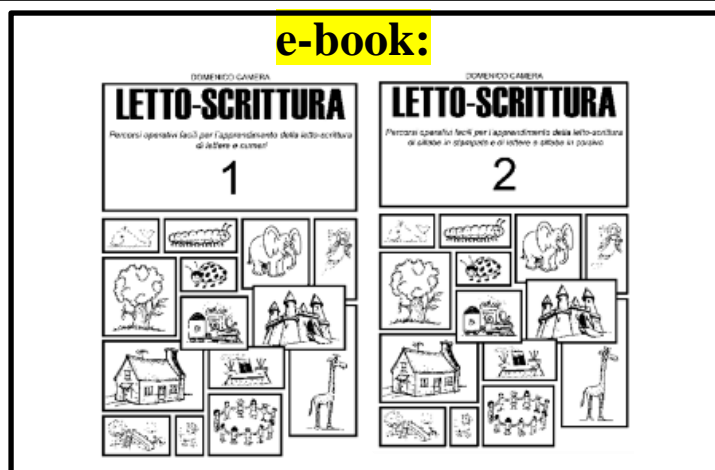 e-book:
DOMENICO CAMERA
LETTO-SCRITTURA
Percorsi operativi facili per l'apprendimento della letto-scrittura
di lettere e numeri
1
DOMENICO CAMERA
LETTO-SCRITTURA
Percorsi operativi facili per l'apprendimento della letto-scrittura
di sillabe in stampato e di lettere e sillabe in corsivo
2